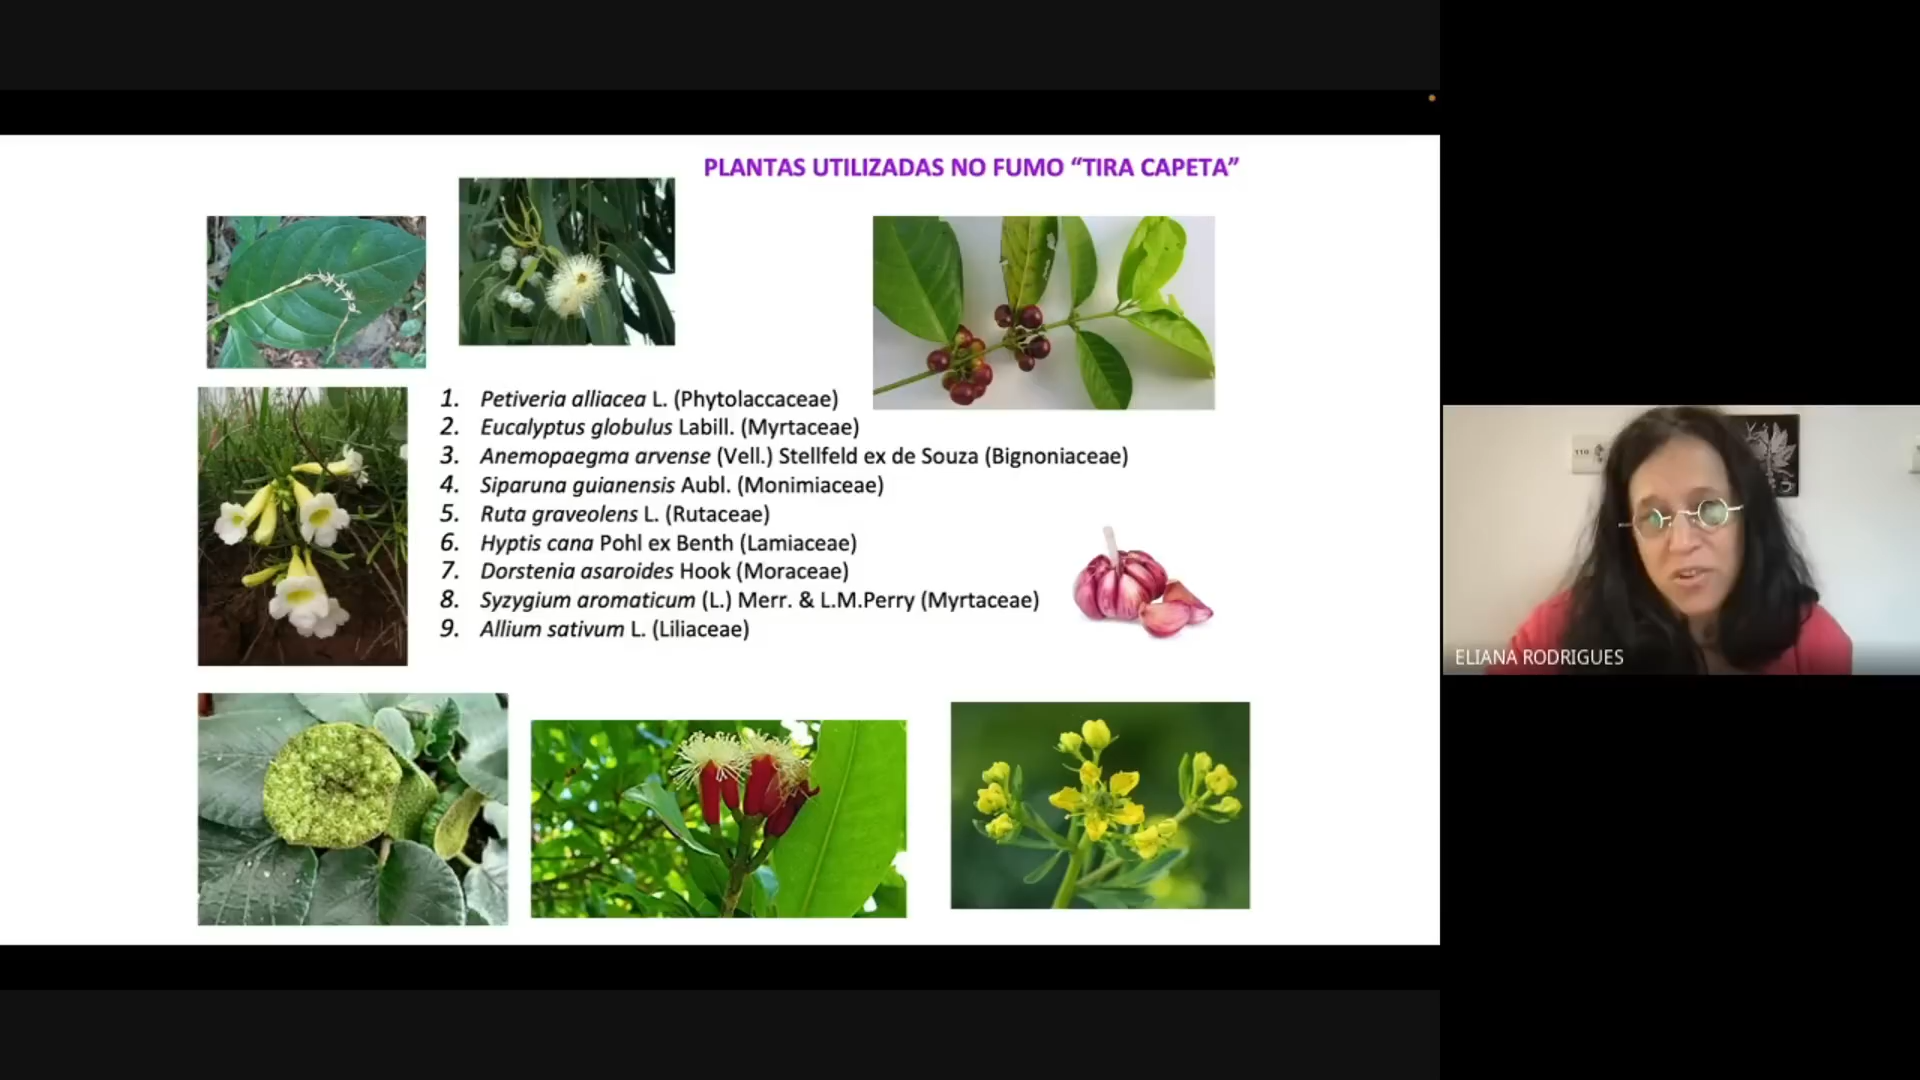 PLANTAS UTILIZADAS NO FUMO “TIRA CAPETA”
1. Petiveria alliacea L. (Phytolaccaceae)
2. Eucalyptus globulus Labill. (Myrtaceae)
3. Anemopaegma arvense (Vell.) Stellfeld ex de Souza (Bignoniaceae)
4. Siparuna guianensis Aubl. (Monimiaceae)
5. Ruta graveolens L. (Rutaceae)
6. Hyptis cana Pohl ex Benth (Lamiaceae)
7. Dorstenia asaroides Hook (Moraceae)
8. Syzygium aromaticum (L.) Merr. & L.M.Perry (Myrtaceae)
9. Allium sativum L. (Liliaceae)
110
ELIANA RODRIGUES